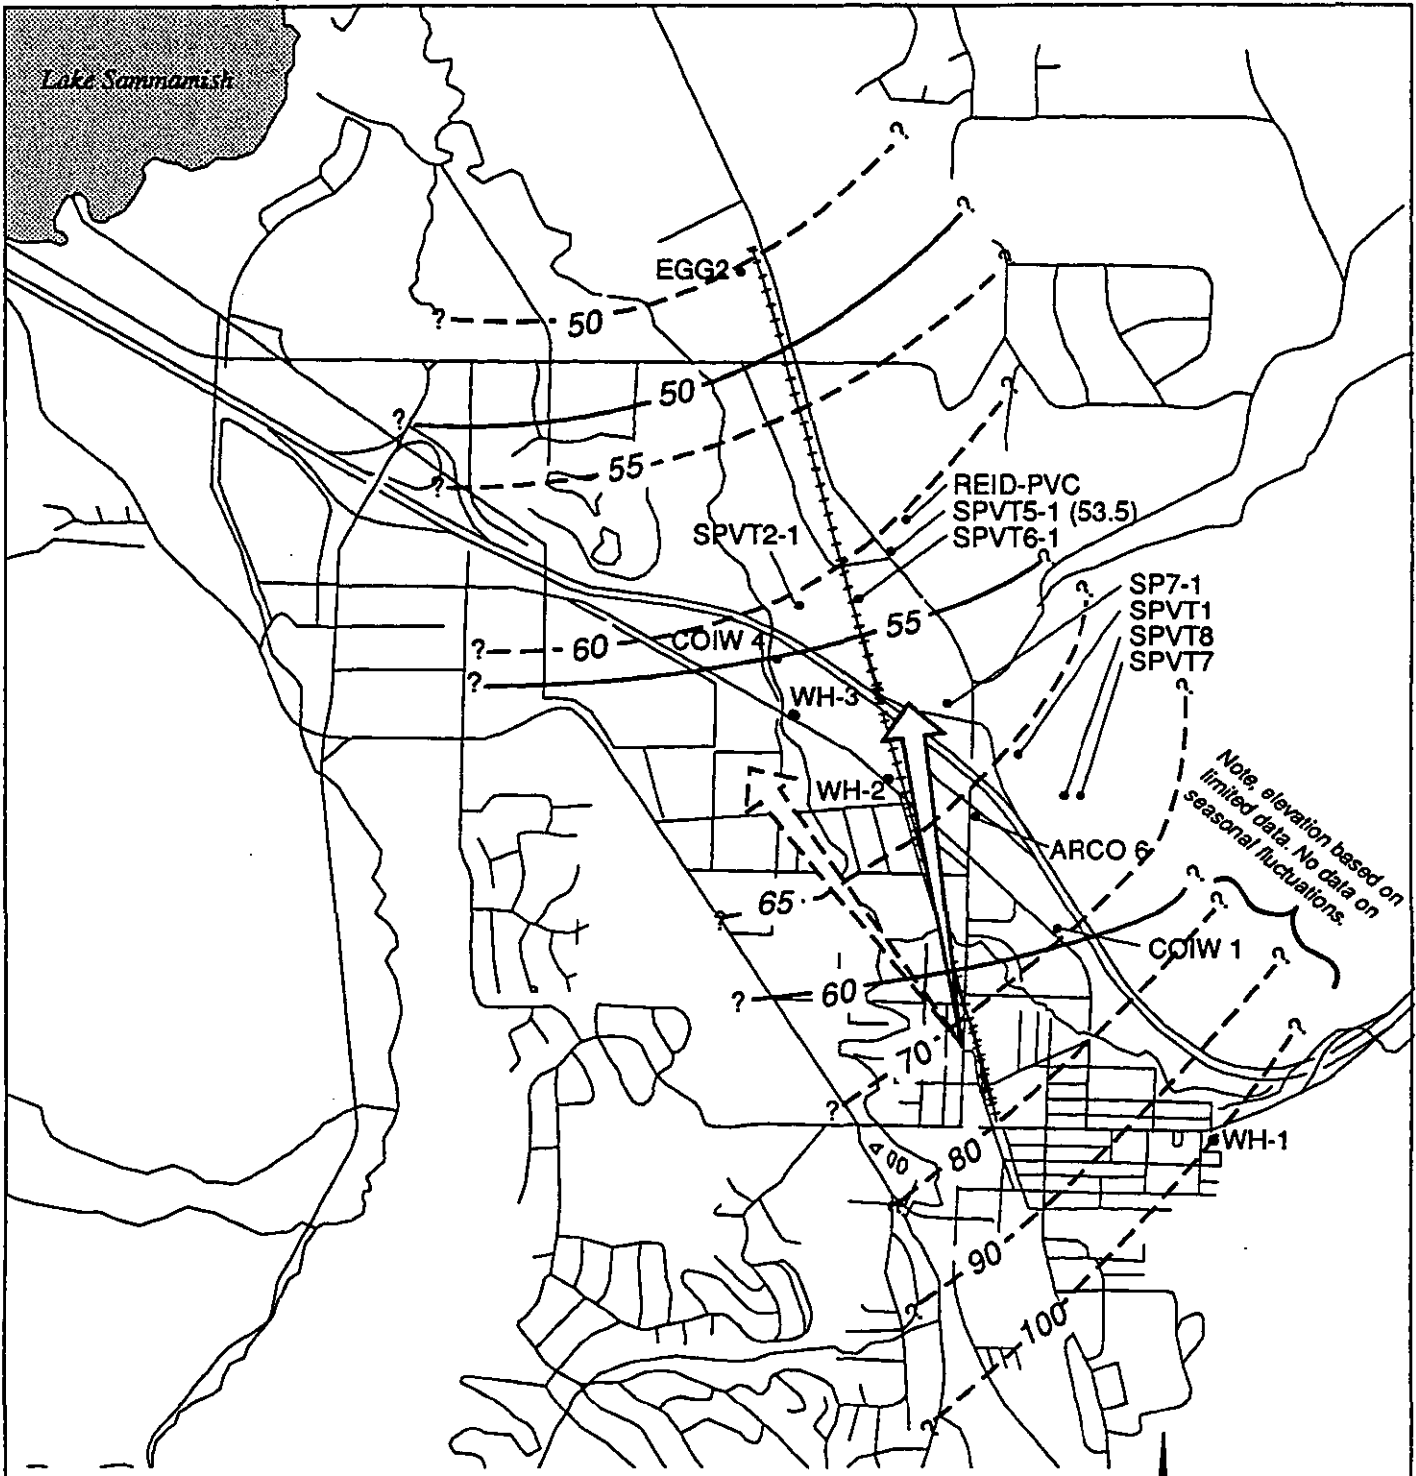 Lake Sammamish
?
?
EGG2
?
? 50
50
?
?
55
?
REID-PVC
SPVT5-1 (53.5)
SPVT2-1
SPVT6-1
?
?
SP7-1
SPVT1
SPVT8
SPVT7
55
? 60
COIW 4
?
?
WH-3
WH-2
Note, elevation based on
limited data. No data on
seasonal fluctuations.
ARCO 6
?
?
65
?
COIW 1
?
? 60
?
70
?
80
WH-1
?
90
?
100
?